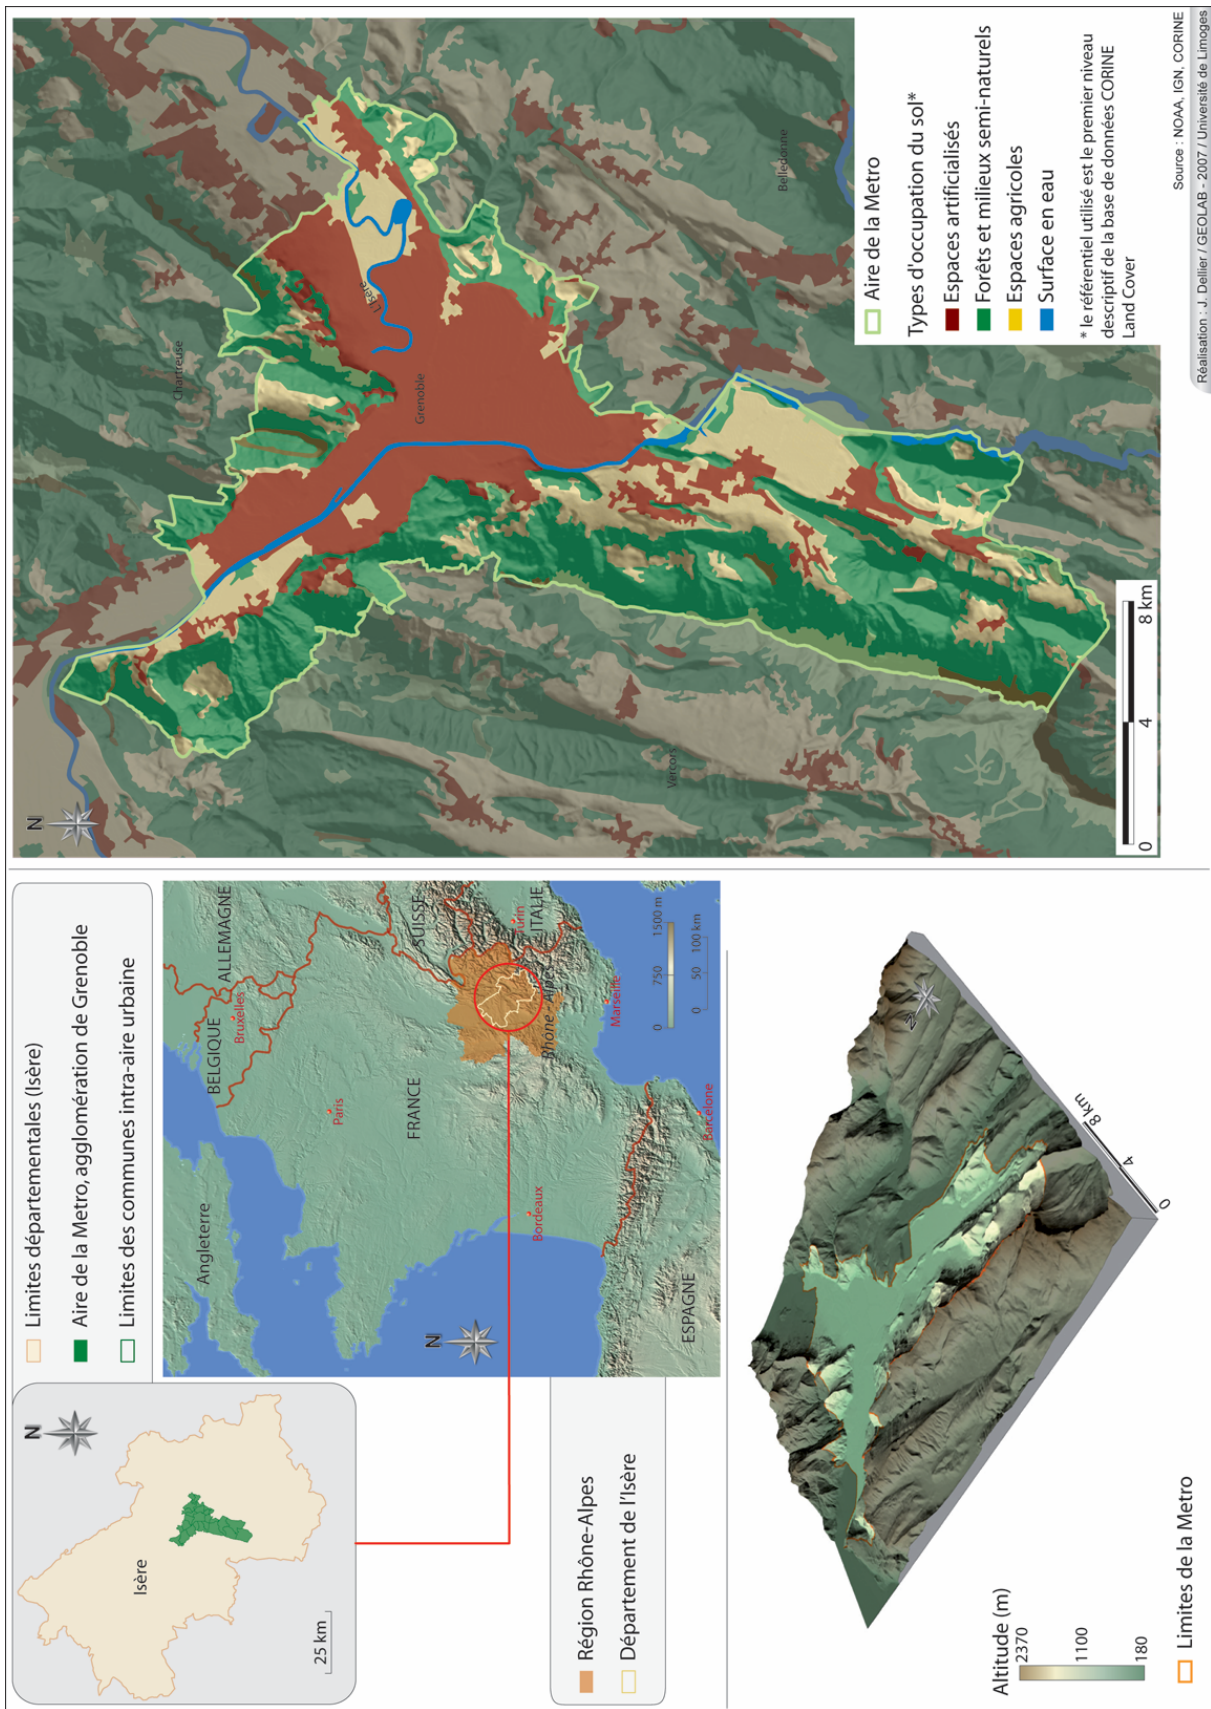 N
Isère
25 km
Limites départementales (Isère)
Aire de la Metro, agglomération de Grenoble
Limites des communes intra-aire urbaine
Angleterre
BELGIQUE
Bruxelles
ALLEMAGNE
Paris
FRANCE
SUISSE
Turin
ITALIE
Rhône - Alpes
Bordeaux
Marseille
Barcelone
ESPAGNE
N
0 750 1500 m
0 50 100 km
Région Rhône-Alpes
Département de l'Isère
Altitude (m)
2370
1100
180
Limites de la Metro
0 4 8 km
N
N
Chartreuse
L'Isère
Grenoble
Belledonne
Vercors
0 4 8 km
Aire de la Metro
Types d'occupation du sol*
Espaces artificialisés
Forêts et milieux semi-naturels
Espaces agricoles
Surface en eau
* le référentiel utilisé est le premier niveau
descriptif de la base de données CORINE
Land Cover
Source : NOAA, IGN, CORINE
Réalisation : J. Dellier / GEOLAB - 2007 / Université de Limoges